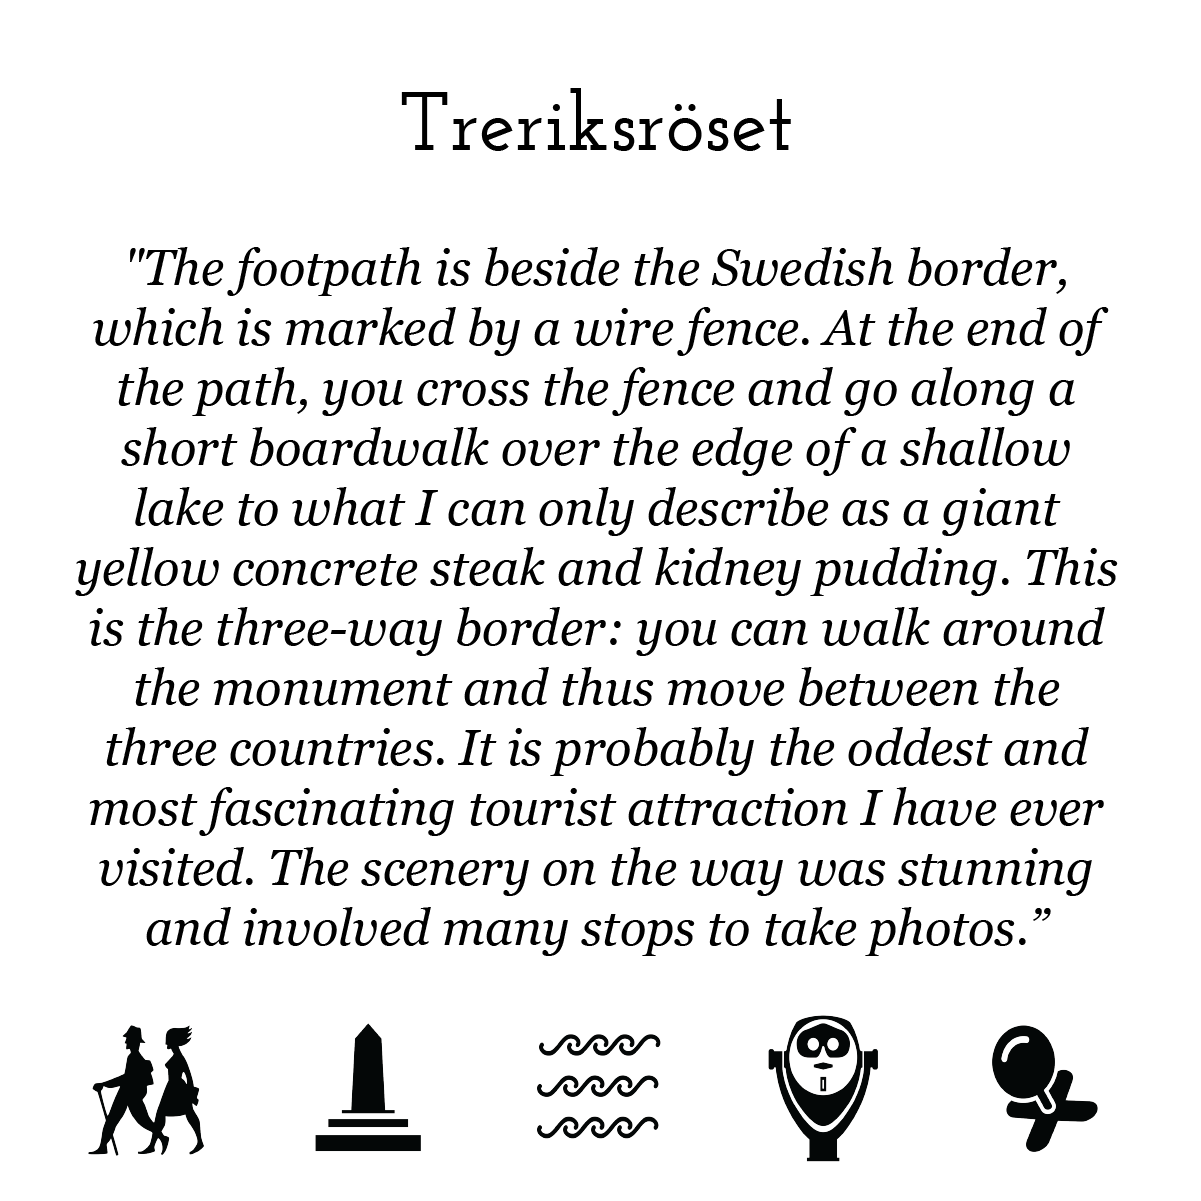 Treriksröset
"The footpath is beside the Swedish border,
which is marked by a wire fence. At the end of
the path, you cross the fence and go along a
short boardwalk over the edge of a shallow
lake to what I can only describe as a giant
yellow concrete steak and kidney pudding. This
is the three-way border: you can walk around
the monument and thus move between the
three countries. It is probably the oddest and
most fascinating tourist attraction I have ever
visited. The scenery on the way was stunning
and involved many stops to take photos.”